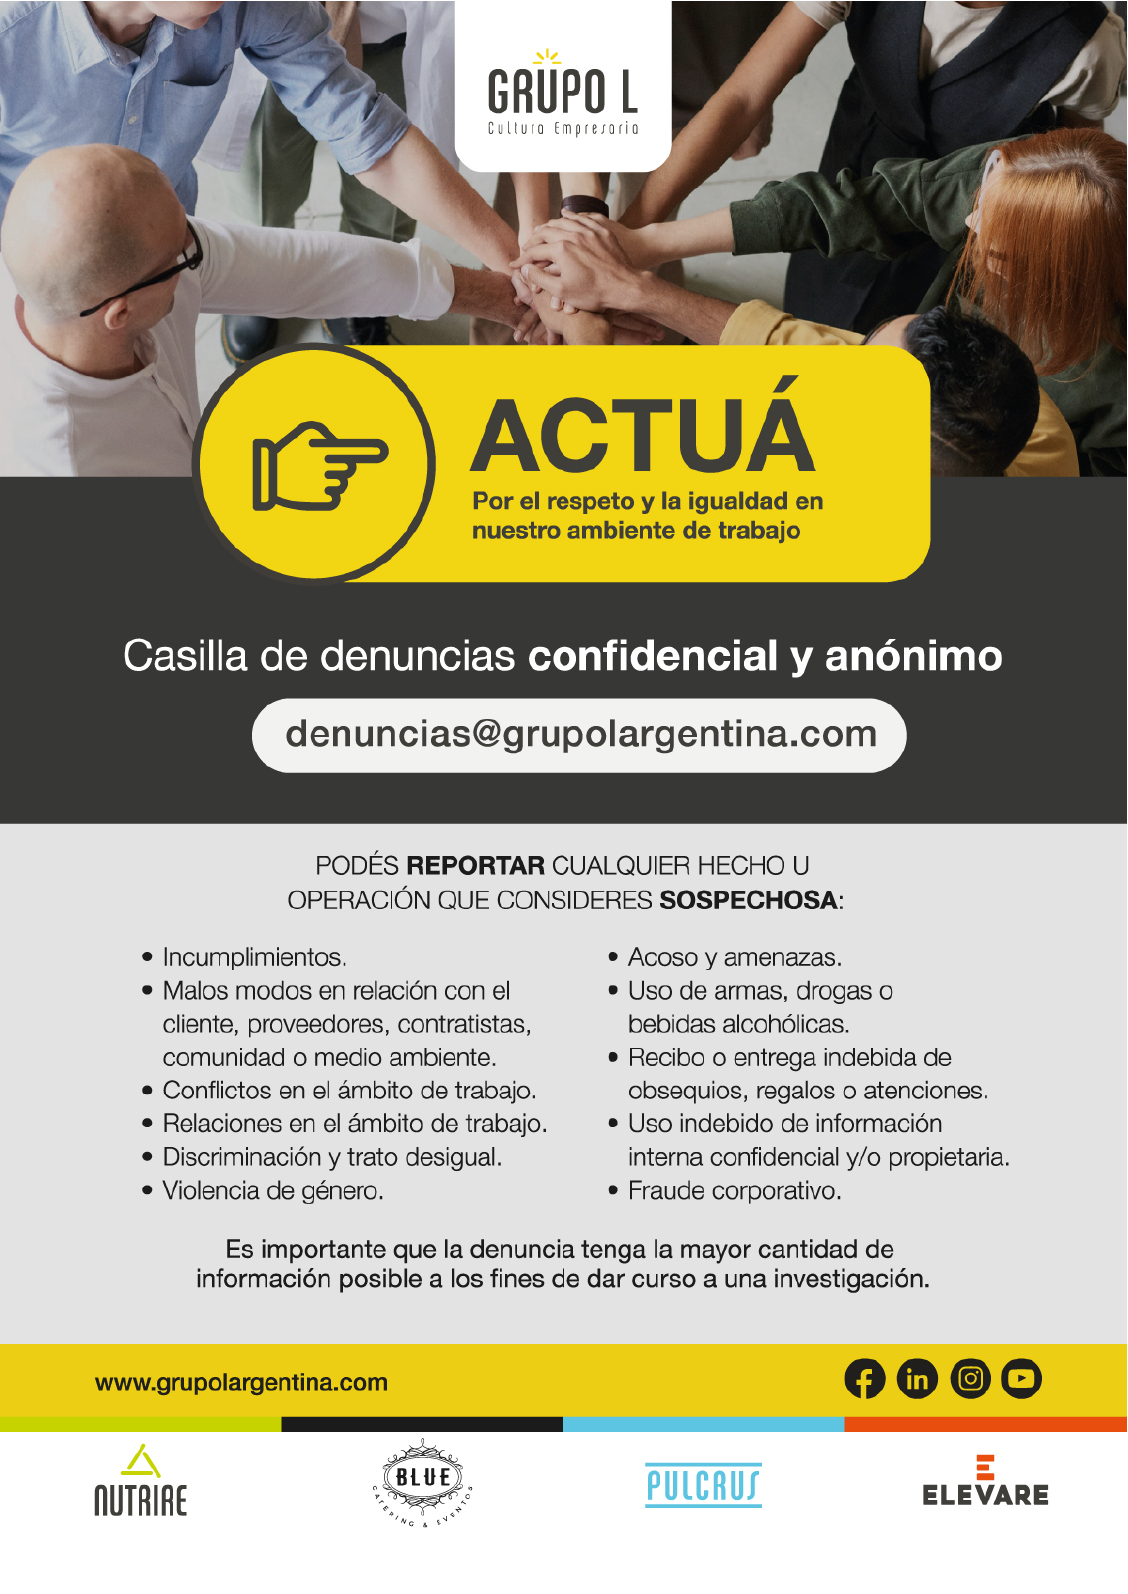 GRUPO L
Cultura Empresaria
ACTUÁ
Por el respeto y la igualdad en
nuestro ambiente de trabajo
Casilla de denuncias confidencial y anónimo
denuncias@grupolargentina.com
PODÉS REPORTAR CUALQUIER HECHO U
OPERACIÓN QUE CONSIDERES SOSPECHOSA:
• Incumplimientos.
• Malos modos en relación con el
cliente, proveedores, contratistas,
comunidad o medio ambiente.
• Conflictos en el ámbito de trabajo.
• Relaciones en el ámbito de trabajo.
• Discriminación y trato desigual.
• Violencia de género.
• Acoso y amenazas.
• Uso de armas, drogas o
bebidas alcohólicas.
• Recibo o entrega indebida de
obsequios, regalos o atenciones.
• Uso indebido de información
interna confidencial y/o propietaria.
• Fraude corporativo.
Es importante que la denuncia tenga la mayor cantidad de
información posible a los fines de dar curso a una investigación.
www.grupolargentina.com
NUTRIRE
BLUE
CATERING & EVENTOS
PULCRUS
ELEVARE